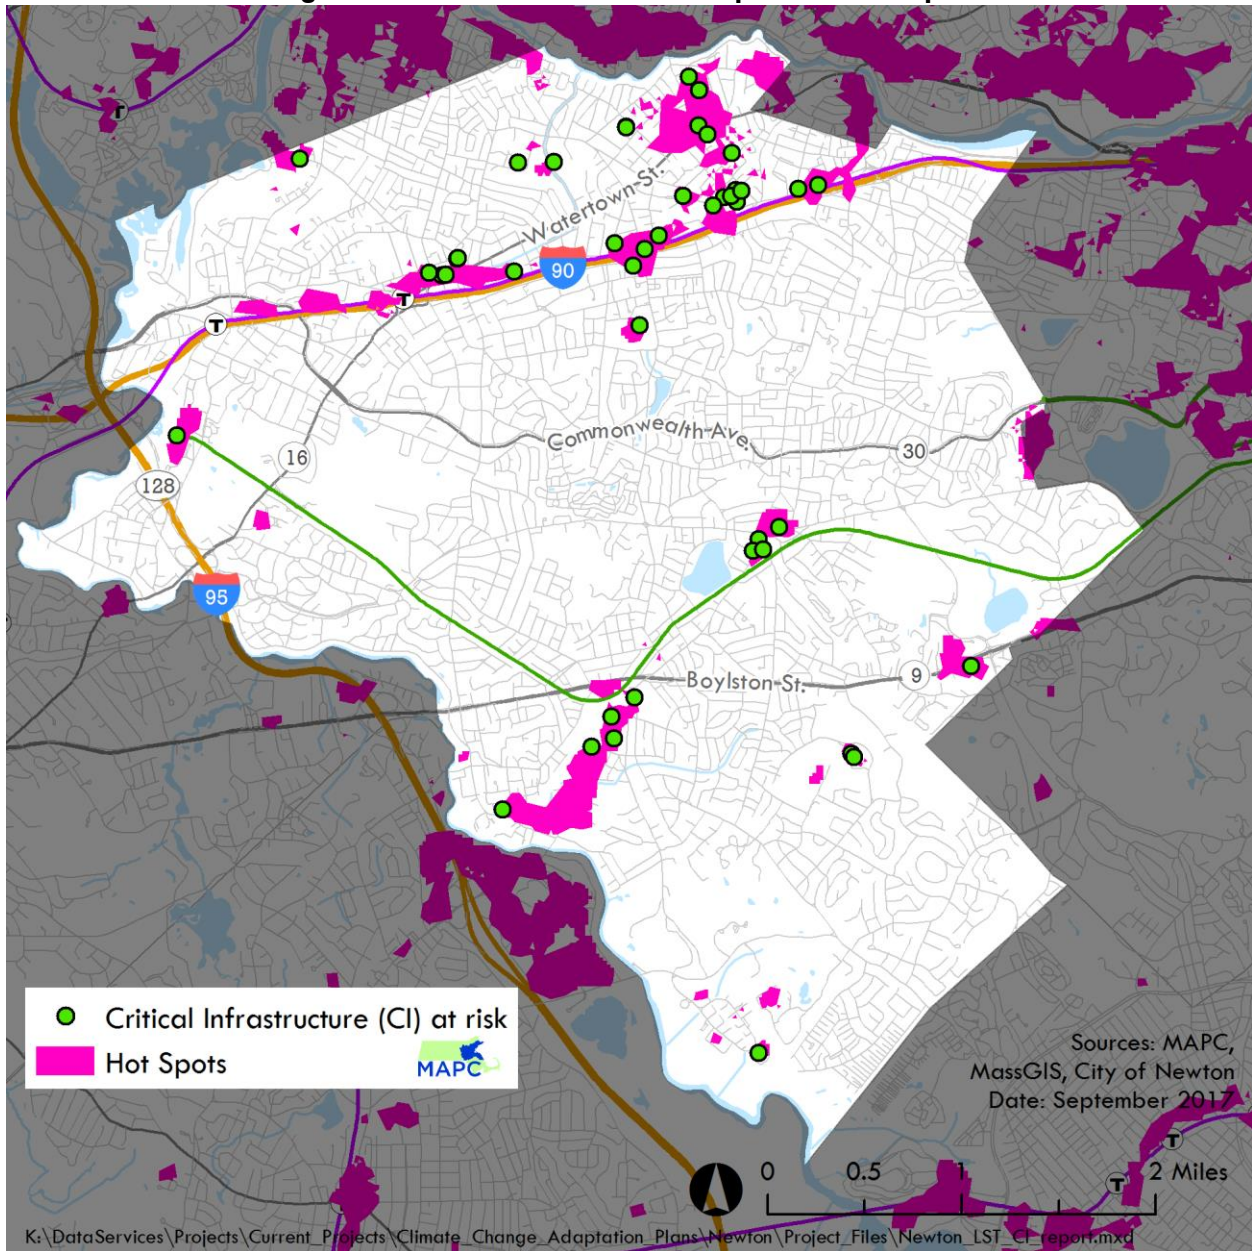 T
Watertown St.
90
T
T
Commonwealth Ave.
16
30
128
95
Boylston St.
9
Critical Infrastructure (CI) at risk
Hot Spots
MAPC
Sources: MAPC,
MassGIS, City of Newton
Date: September 2017
T
T
0 0.5 1 2 Miles
K:\DataServices\Projects\Current_Projects\Climate_Change_Adaptation_Plans\Newton\Project_Files\Newton_LST_CI_report.mxd